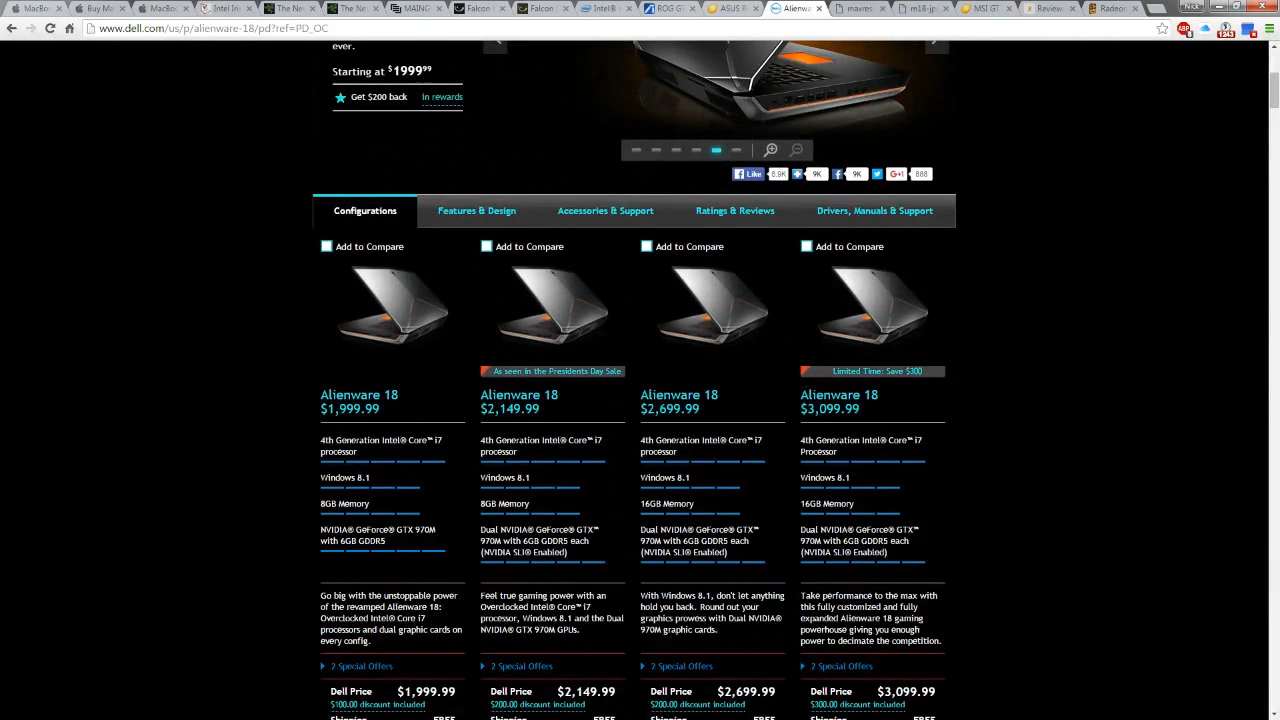 MacBo
Buy Ma
MacBo
Intel Ins
The Ne
The Ne
MAING
Falcon
Falcon
Intel®
ROG G
ASUS R
Alienwa
maxres
m18-jp
MSI GT
Review
Radeon
Nick
www.dell.com/us/p/alienware-18/pd?ref=PD_OC
ever.
Starting at $1999⁹⁹
Get $200 back in rewards
Like 8.9K 9K 9K G+1 888
Configurations Features & Design Accessories & Support Ratings & Reviews Drivers, Manuals & Support
Add to Compare
As seen in the Presidents Day Sale
Limited Time: Save $300
Alienware 18
$1,999.99
4th Generation Intel® Core™ i7
processor
Windows 8.1
8GB Memory
NVIDIA® GeForce® GTX 970M
with 6GB GDDR5
Go big with the unstoppable power
of the revamped Alienware 18:
Overclocked Intel® Core i7
processors and dual graphic cards on
every config.
2 Special Offers
Dell Price $1,999.99
$100.00 discount included
Shipping FREE
Add to Compare
Alienware 18
$2,149.99
4th Generation Intel® Core™ i7
processor
Windows 8.1
8GB Memory
Dual NVIDIA® GeForce® GTX™
970M with 6GB GDDR5 each
(NVIDIA SLI® Enabled)
Feel true gaming power with an
Overclocked Intel® Core™ i7
processor, Windows 8.1 and the Dual
NVIDIA® GTX 970M GPUs.
2 Special Offers
Dell Price $2,149.99
$200.00 discount included
Shipping FREE
Add to Compare
Alienware 18
$2,699.99
4th Generation Intel® Core™ i7
processor
Windows 8.1
16GB Memory
Dual NVIDIA® GeForce® GTX™
970M with 6GB GDDR5 each
(NVIDIA SLI® Enabled)
With Windows 8.1, don't let anything
hold you back. Round out your
graphics prowess with Dual NVIDIA®
970M graphic cards.
2 Special Offers
Dell Price $2,699.99
$200.00 discount included
Shipping FREE
Add to Compare
Alienware 18
$3,099.99
4th Generation Intel® Core™ i7
Processor
Windows 8.1
16GB Memory
Dual NVIDIA® GeForce® GTX™
970M with 6GB GDDR5 each
(NVIDIA SLI® Enabled)
Take performance to the max with
this fully customized and fully
expanded Alienware 18 gaming
powerhouse giving you enough
power to decimate the competition.
2 Special Offers
Dell Price $3,099.99
$300.00 discount included
Shipping FREE